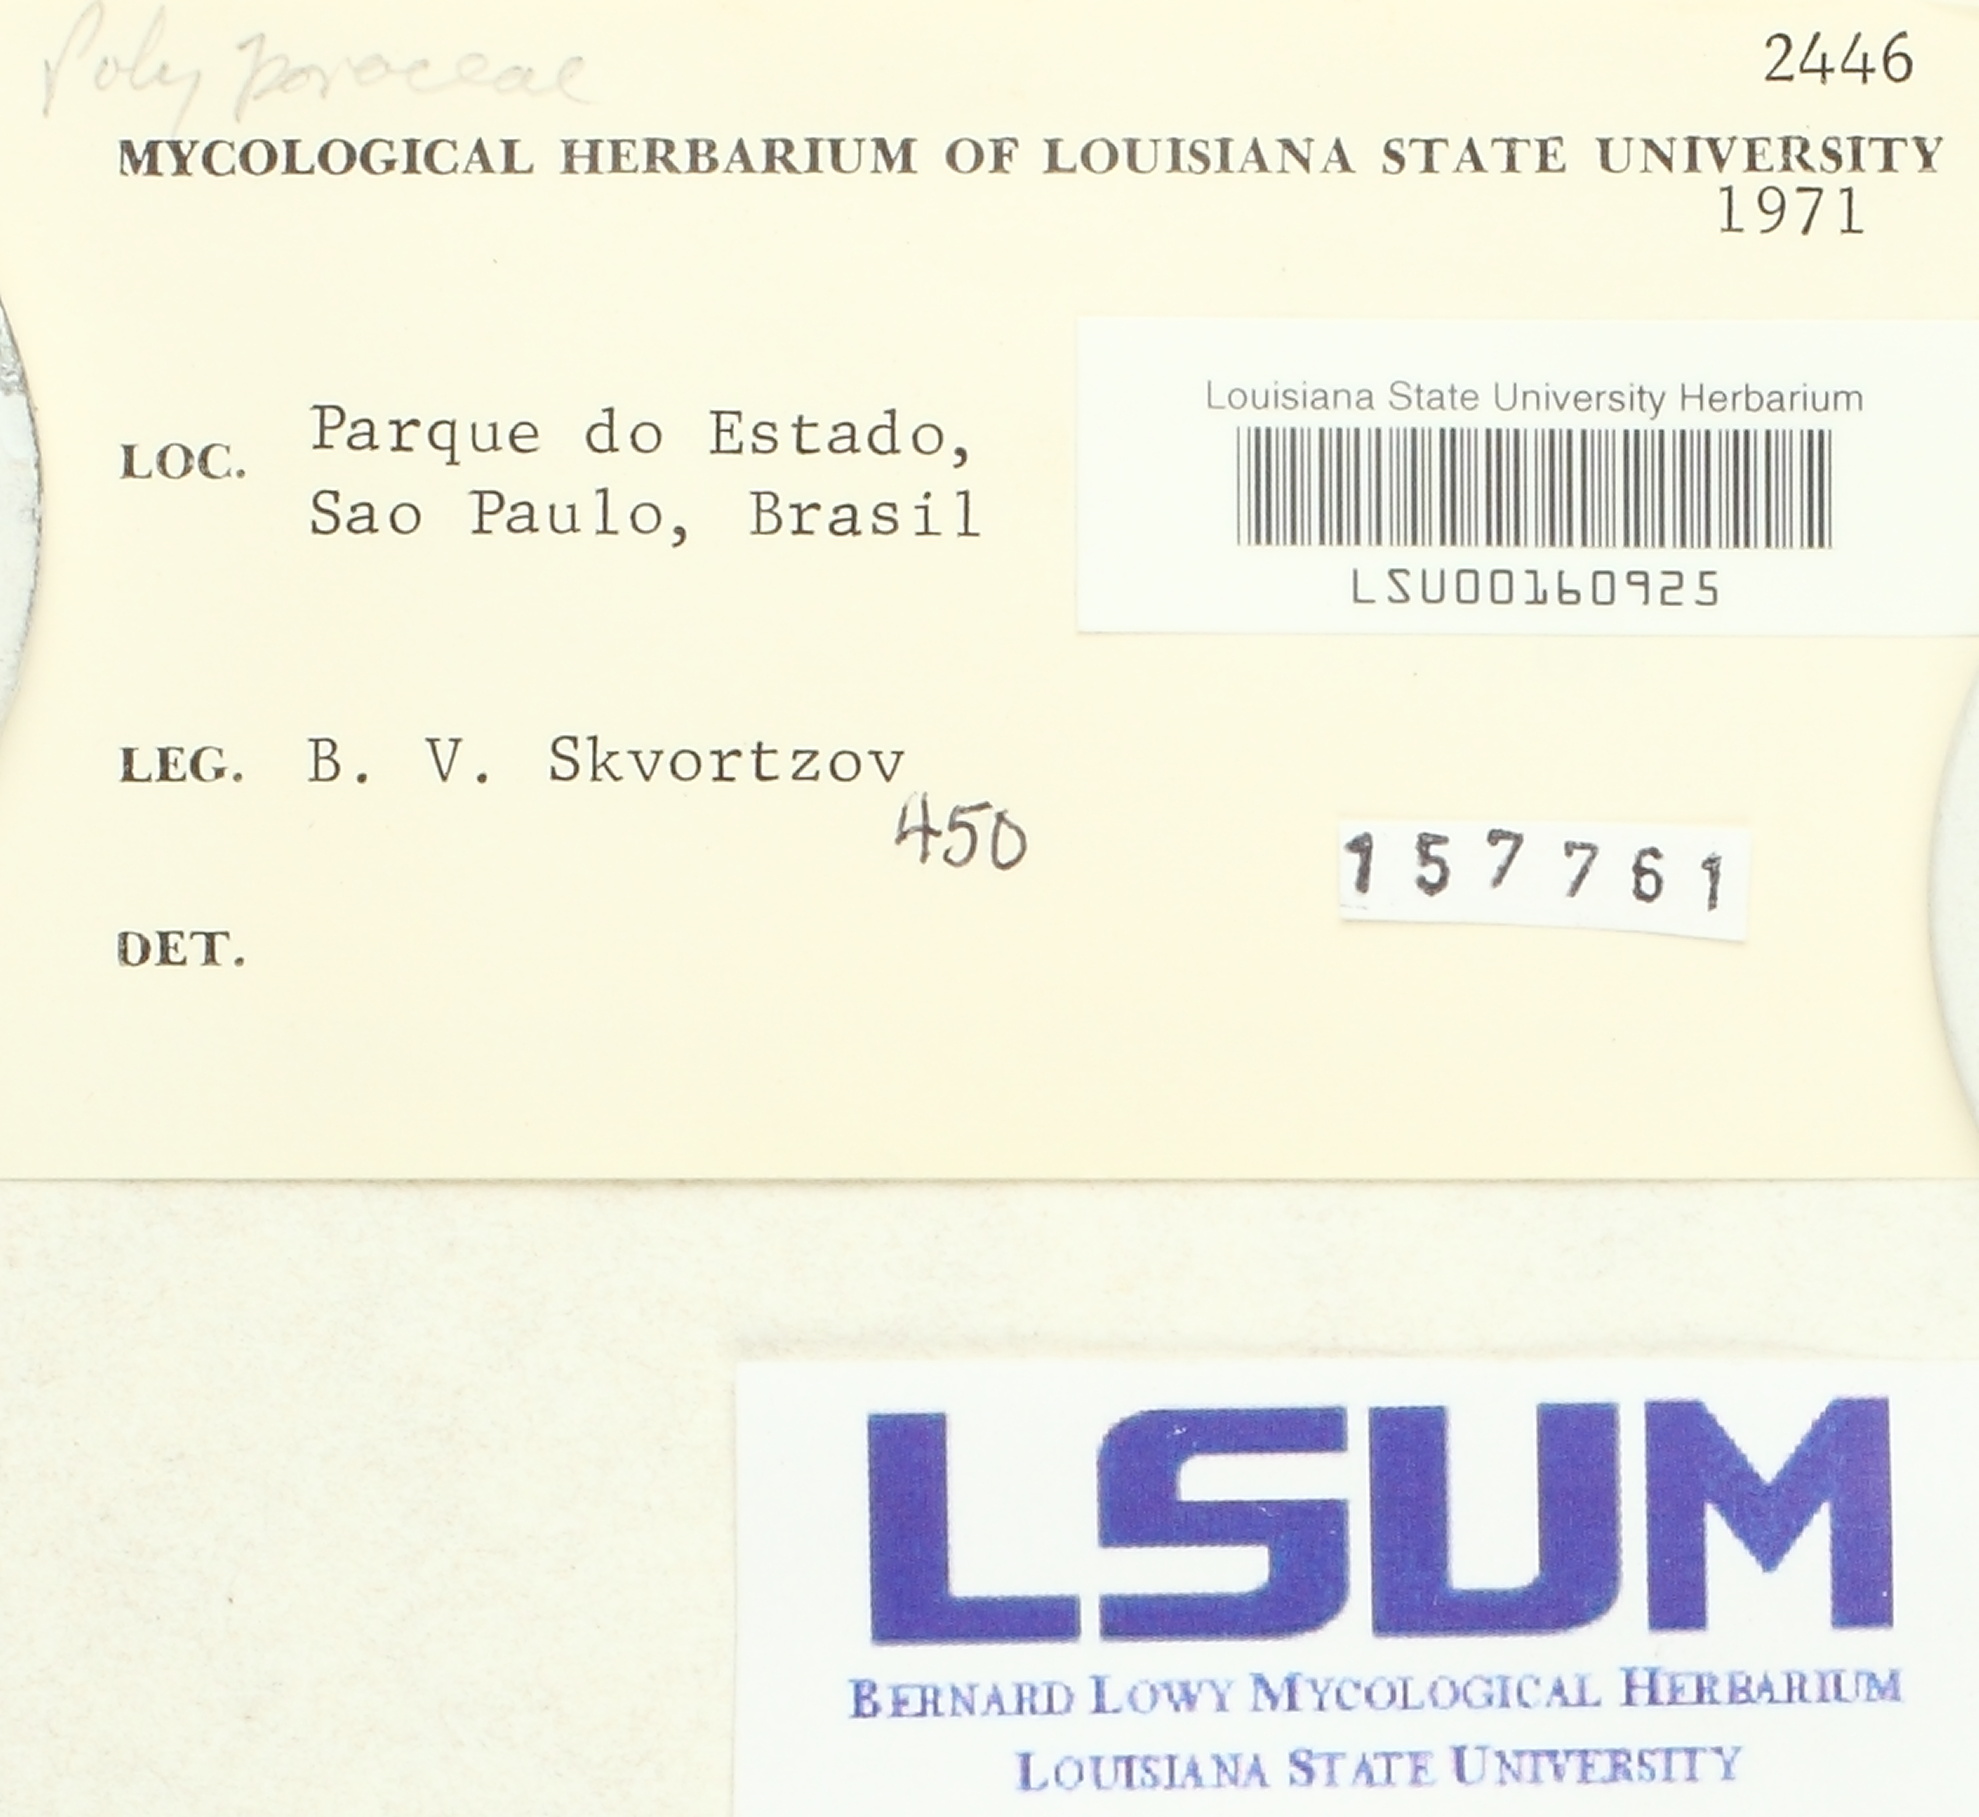 Polyporaceae
2446
MYCOLOGICAL HERBARIUM OF LOUISIANA STATE UNIVERSITY
1971
LOC. Parque do Estado,
Sao Paulo, Brasil
Louisiana State University Herbarium
LSU00160925
LEG. B. V. Skvortzov
450
157761
DET.
LSUM
BERNARD LOWY MYCOLOGICAL HERBARIUM
LOUISIANA STATE UNIVERSITY